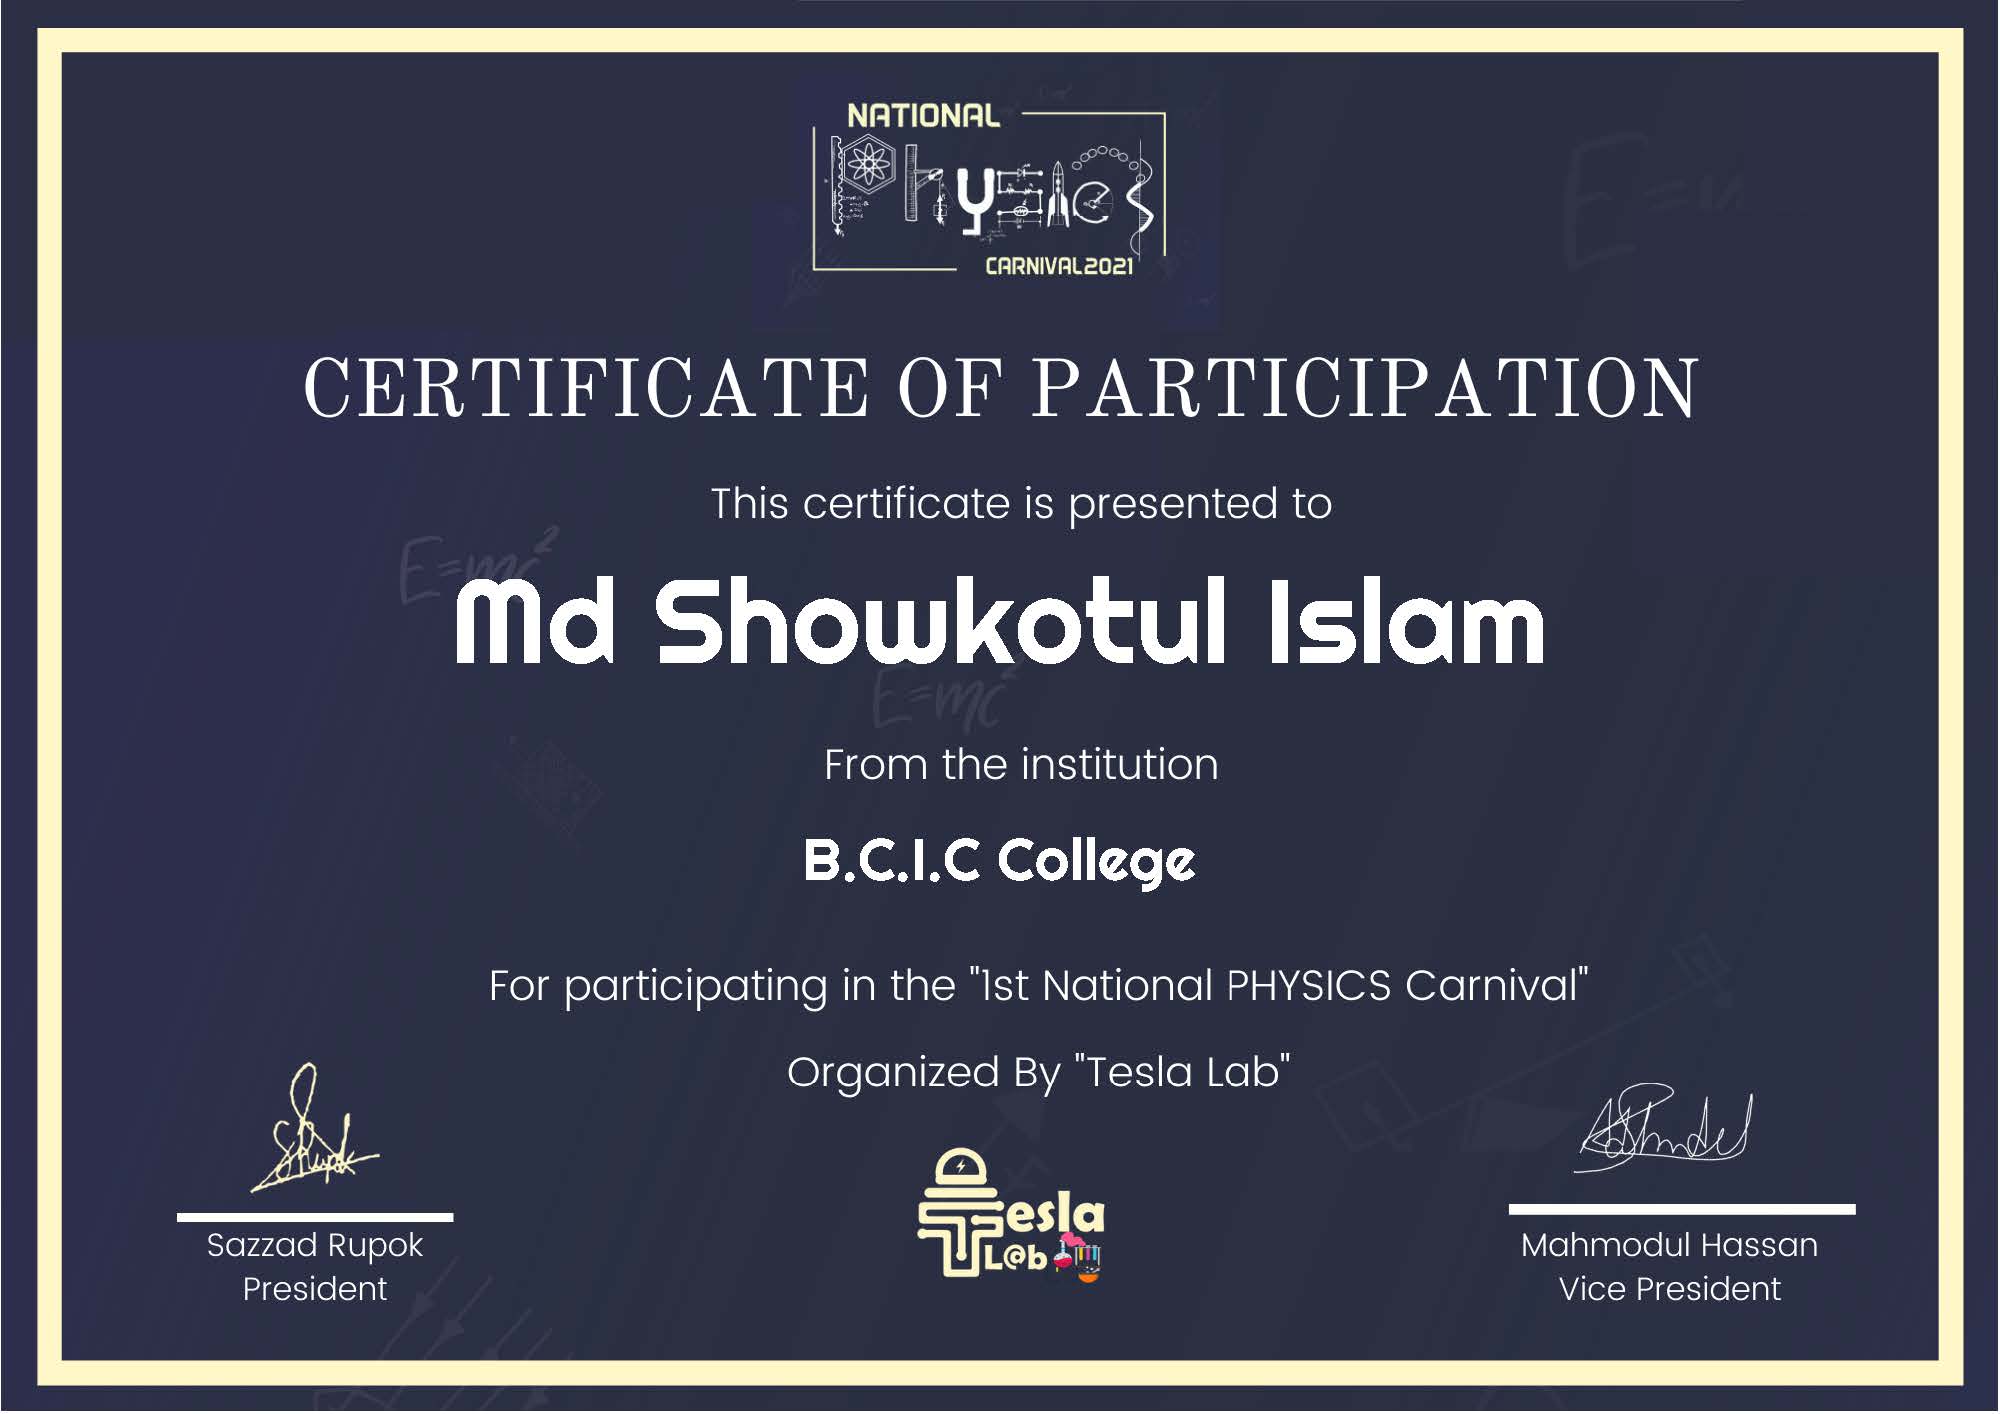 NATIONAL
PHYSICS
CARNIVAL2021
CERTIFICATE OF PARTICIPATION
This certificate is presented to
E=mc²
Md Showkotul Islam
E=mc²
From the institution
B.C.I.C College
For participating in the "1st National PHYSICS Carnival"
Organized By "Tesla Lab"
Sazzad Rupok
President
Tesla
L@b
Mahmodul Hassan
Vice President